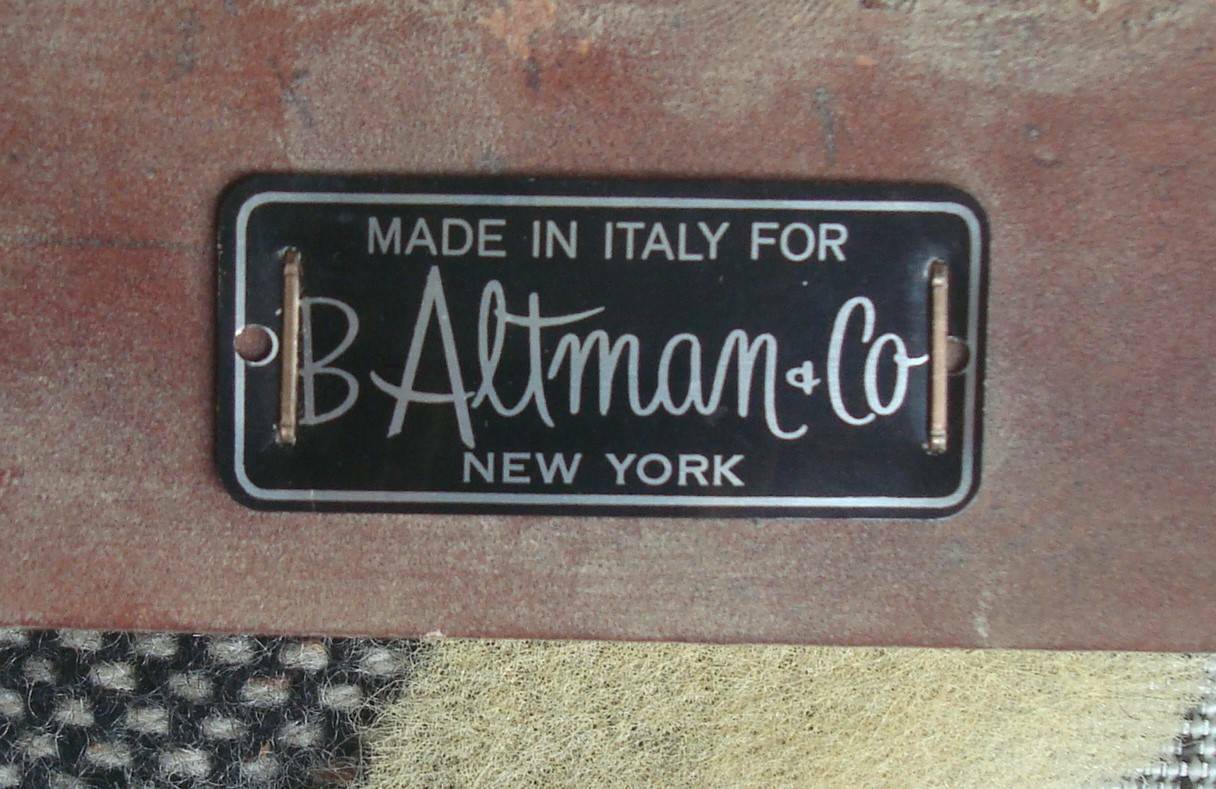 MADE IN ITALY FOR
B Altman & Co
NEW YORK